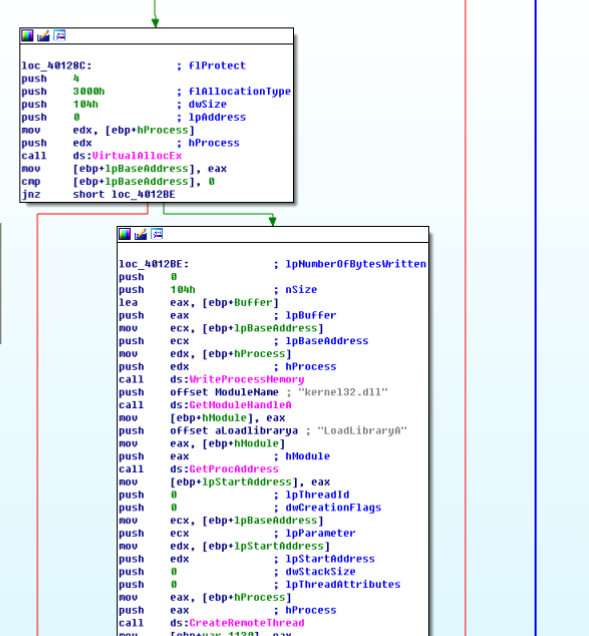 loc_40128C: ; flProtect
push 4
push 3000h ; flAllocationType
push 104h ; dwSize
push 0 ; lpAddress
mov edx, [ebp+hProcess]
push edx ; hProcess
call ds:VirtualAllocEx
mov [ebp+lpBaseAddress], eax
cmp [ebp+lpBaseAddress], 0
jnz short loc_4012BE
loc_4012BE: ; lpNumberOfBytesWritten
push 0
push 104h ; nSize
lea eax, [ebp+Buffer]
push eax ; lpBuffer
mov ecx, [ebp+lpBaseAddress]
push ecx ; lpBaseAddress
mov edx, [ebp+hProcess]
push edx ; hProcess
call ds:WriteProcessMemory
push offset ModuleName ; "kernel32.dll"
call ds:GetModuleHandleA
mov [ebp+hModule], eax
push offset aLoadlibrarya ; "LoadLibraryA"
mov eax, [ebp+hModule]
push eax ; hModule
call ds:GetProcAddress
mov [ebp+lpStartAddress], eax
push 0 ; lpThreadId
push 0 ; dwCreationFlags
mov ecx, [ebp+lpBaseAddress]
push ecx ; lpParameter
mov edx, [ebp+lpStartAddress]
push edx ; lpStartAddress
push 0 ; dwStackSize
push 0 ; lpThreadAttributes
mov eax, [ebp+hProcess]
push eax ; hProcess
call ds:CreateRemoteThread
mov [ebp+var_1130], eax